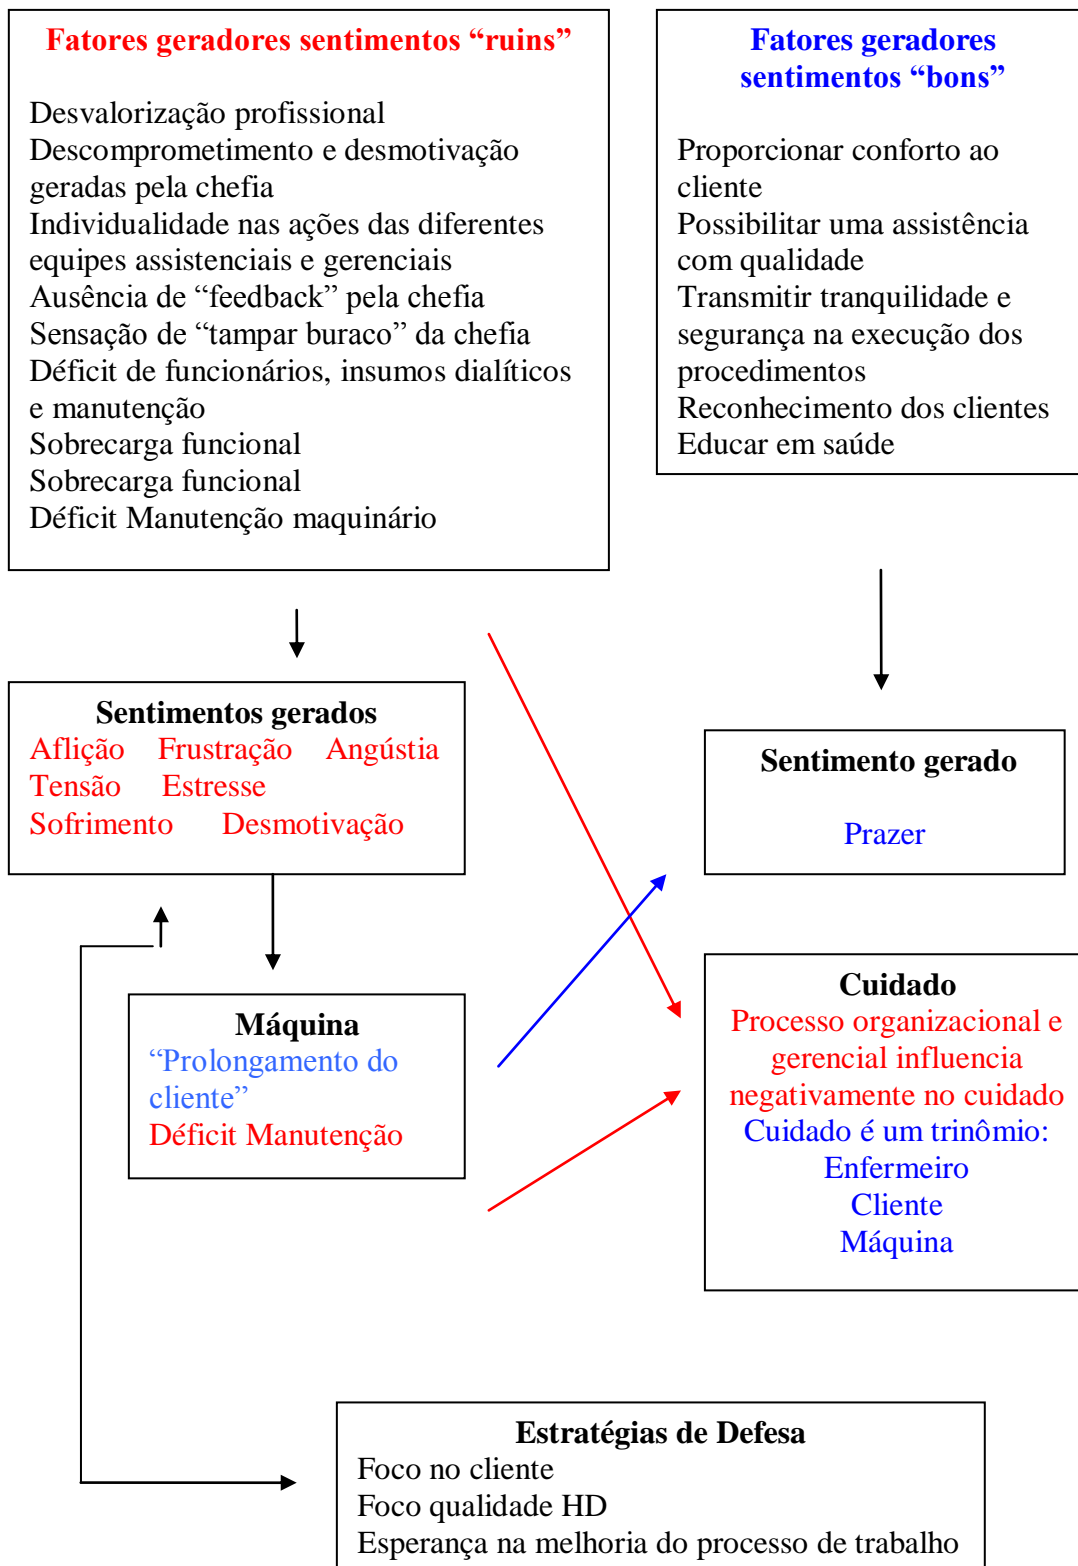 Fatores geradores sentimentos “ruins”
Desvalorização profissional
Descomprometimento e desmotivação
geradas pela chefia
Individualidade nas ações das diferentes
equipes assistenciais e gerenciais
Ausência de “feedback” pela chefia
Sensação de “tampar buraco” da chefia
Déficit de funcionários, insumos dialíticos
e manutenção
Sobrecarga funcional
Sobrecarga funcional
Déficit Manutenção maquinário
Fatores geradores
sentimentos “bons”
Proporcionar conforto ao
cliente
Possibilitar uma assistência
com qualidade
Transmitir tranquilidade e
segurança na execução dos
procedimentos
Reconhecimento dos clientes
Educar em saúde
Sentimentos gerados
Aflição Frustração Angústia
Tensão Estresse
Sofrimento Desmotivação
Sentimento gerado
Prazer
Máquina
“Prolongamento do
cliente”
Déficit Manutenção
Cuidado
Processo organizacional e
gerencial influencia
negativamente no cuidado
Cuidado é um trinômio:
Enfermeiro
Cliente
Máquina
Estratégias de Defesa
Foco no cliente
Foco qualidade HD
Esperança na melhoria do processo de trabalho